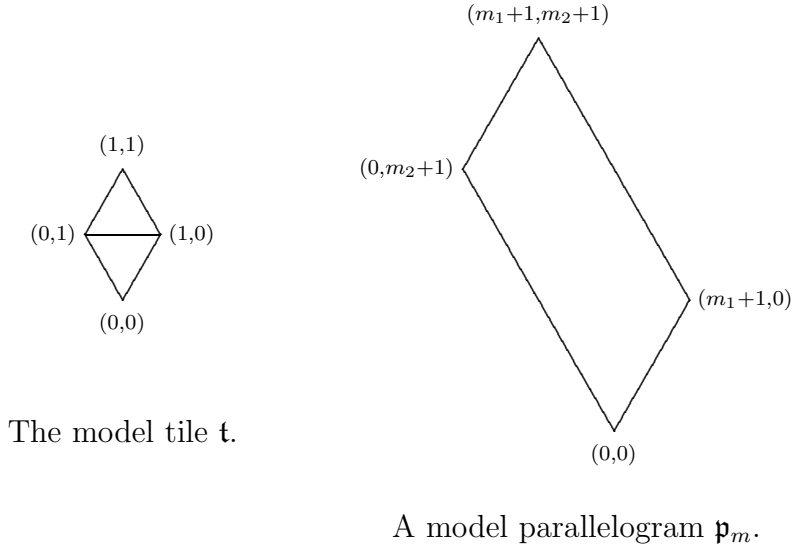 (1,1)
(0,1)
(1,0)
(0,0)
The model tile 𝔱.
(m₁+1,m₂+1)
(0,m₂+1)
(m₁+1,0)
(0,0)
A model parallelogram 𝔭ₘ.